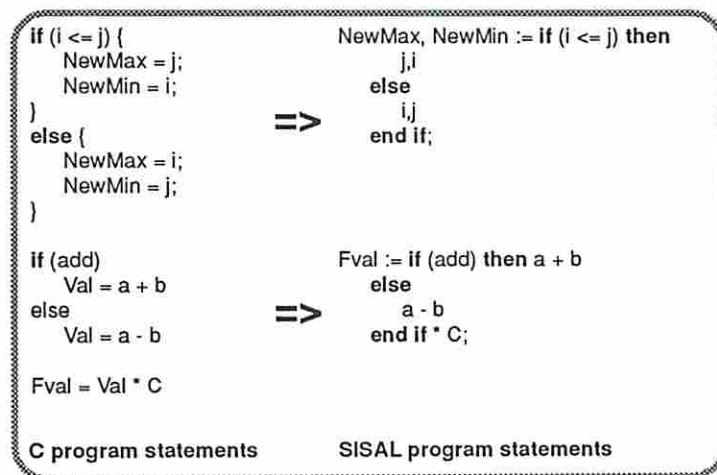 if (i <= j) {
NewMax = j;
NewMin = i;
}
else {
NewMax = i;
NewMin = j;
}
=>
NewMax, NewMin := if (i <= j) then
j,i
else
i,j
end if;
if (add)
Val = a + b
else
Val = a - b
Fval = Val * C
=>
Fval := if (add) then a + b
else
a - b
end if * C;
C program statements
SISAL program statements